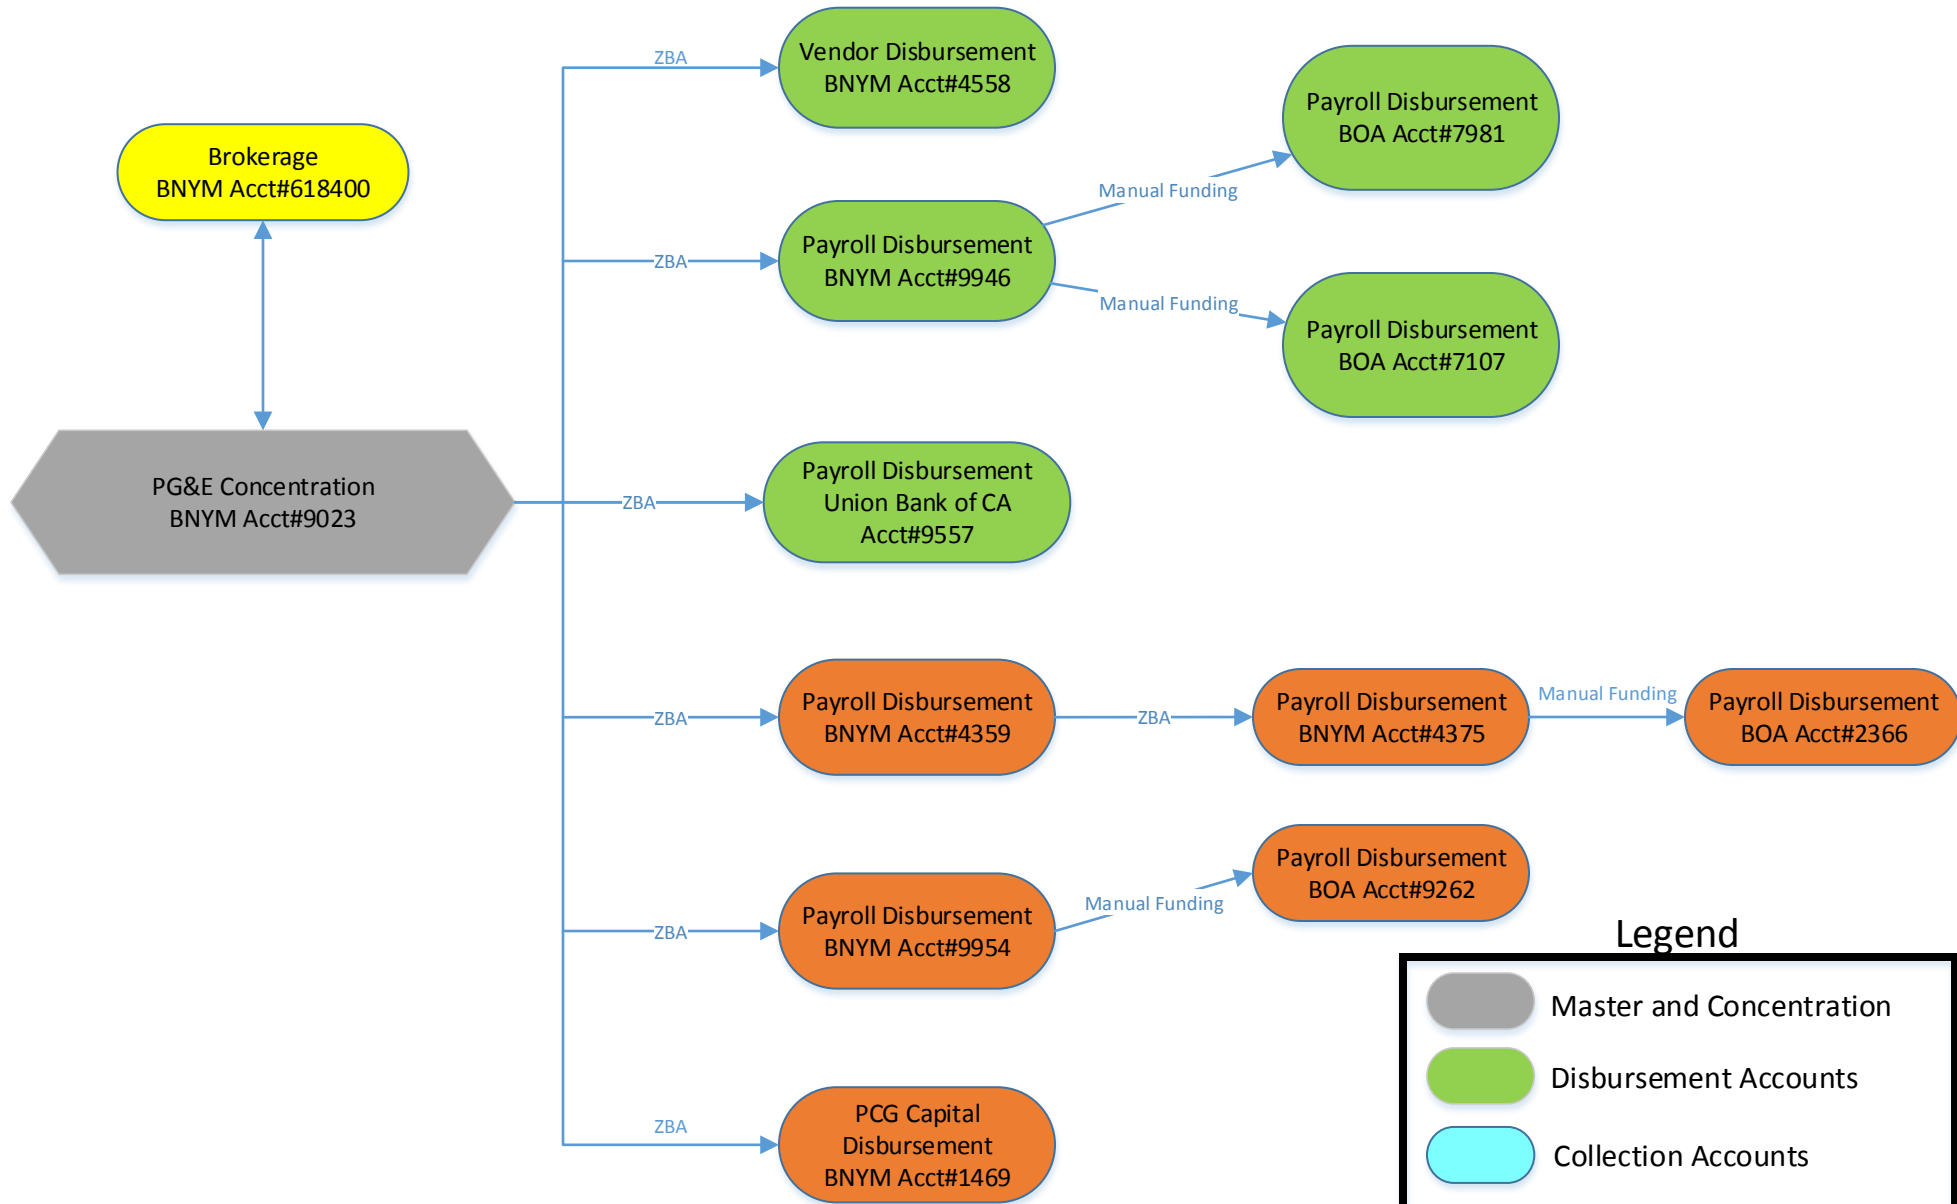 Vendor Disbursement
BNYM Acct#4558
ZBA
Brokerage
BNYM Acct#618400
Payroll Disbursement
BOA Acct#7981
Manual Funding
Payroll Disbursement
BNYM Acct#9946
ZBA
Manual Funding
Payroll Disbursement
BOA Acct#7107
PG&E Concentration
BNYM Acct#9023
ZBA
Payroll Disbursement
Union Bank of CA
Acct#9557
ZBA
Payroll Disbursement
BNYM Acct#4359
ZBA
Payroll Disbursement
BNYM Acct#4375
Manual Funding
Payroll Disbursement
BOA Acct#2366
ZBA
Payroll Disbursement
BNYM Acct#9954
Manual Funding
Payroll Disbursement
BOA Acct#9262
ZBA
PCG Capital
Disbursement
BNYM Acct#1469
Legend
Master and Concentration
Disbursement Accounts
Collection Accounts